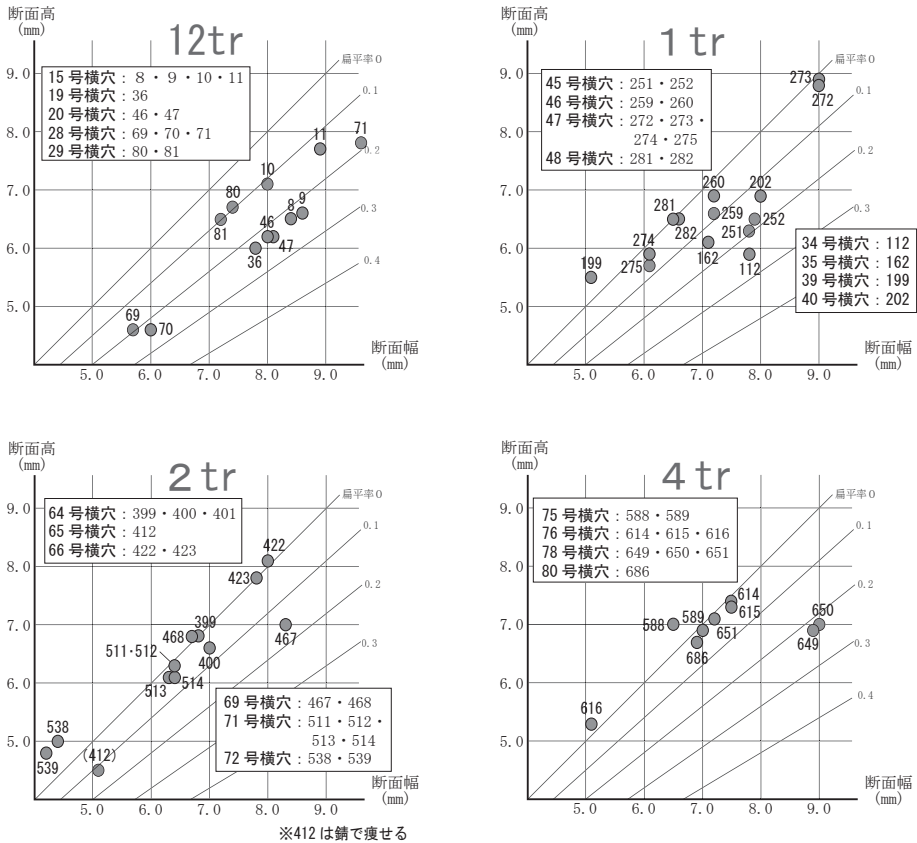 断面高
(mm)
12tr
15 号横穴：8・9・10・11
19 号横穴：36
20 号横穴：46・47
28 号横穴：69・70・71
29 号横穴：80・81
扁平率0
0.1
0.2
0.3
0.4
9.0
8.0
7.0
6.0
5.0
11
71
10
80
81
8
9
46
47
36
69
70
5.0
6.0
7.0
8.0
9.0
断面幅
(mm)
断面高
(mm)
1tr
45 号横穴：251・252
46 号横穴：259・260
47 号横穴：272・273・
274・275
48 号横穴：281・282
扁平率0
0.1
0.2
0.3
0.4
9.0
8.0
7.0
6.0
5.0
273
272
260
202
281
282
259
252
251
274
275
162
112
199
34 号横穴：112
35 号横穴：162
39 号横穴：199
40 号横穴：202
5.0
6.0
7.0
8.0
9.0
断面幅
(mm)
断面高
(mm)
2tr
64 号横穴：399・400・401
65 号横穴：412
66 号横穴：422・423
扁平率0
0.1
0.2
0.3
9.0
8.0
7.0
6.0
5.0
422
423
399
468
467
400
511・512
513
514
538
539
(412)
69 号横穴：467・468
71 号横穴：511・512・
513・514
72 号横穴：538・539
5.0
6.0
7.0
8.0
9.0
断面幅
(mm)
※412 は錆で痩せる
断面高
(mm)
4tr
75 号横穴：588・589
76 号横穴：614・615・616
78 号横穴：649・650・651
80 号横穴：686
扁平率0
0.1
0.2
0.3
0.4
9.0
8.0
7.0
6.0
5.0
614
615
588
589
651
650
649
686
616
5.0
6.0
7.0
8.0
9.0
断面幅
(mm)